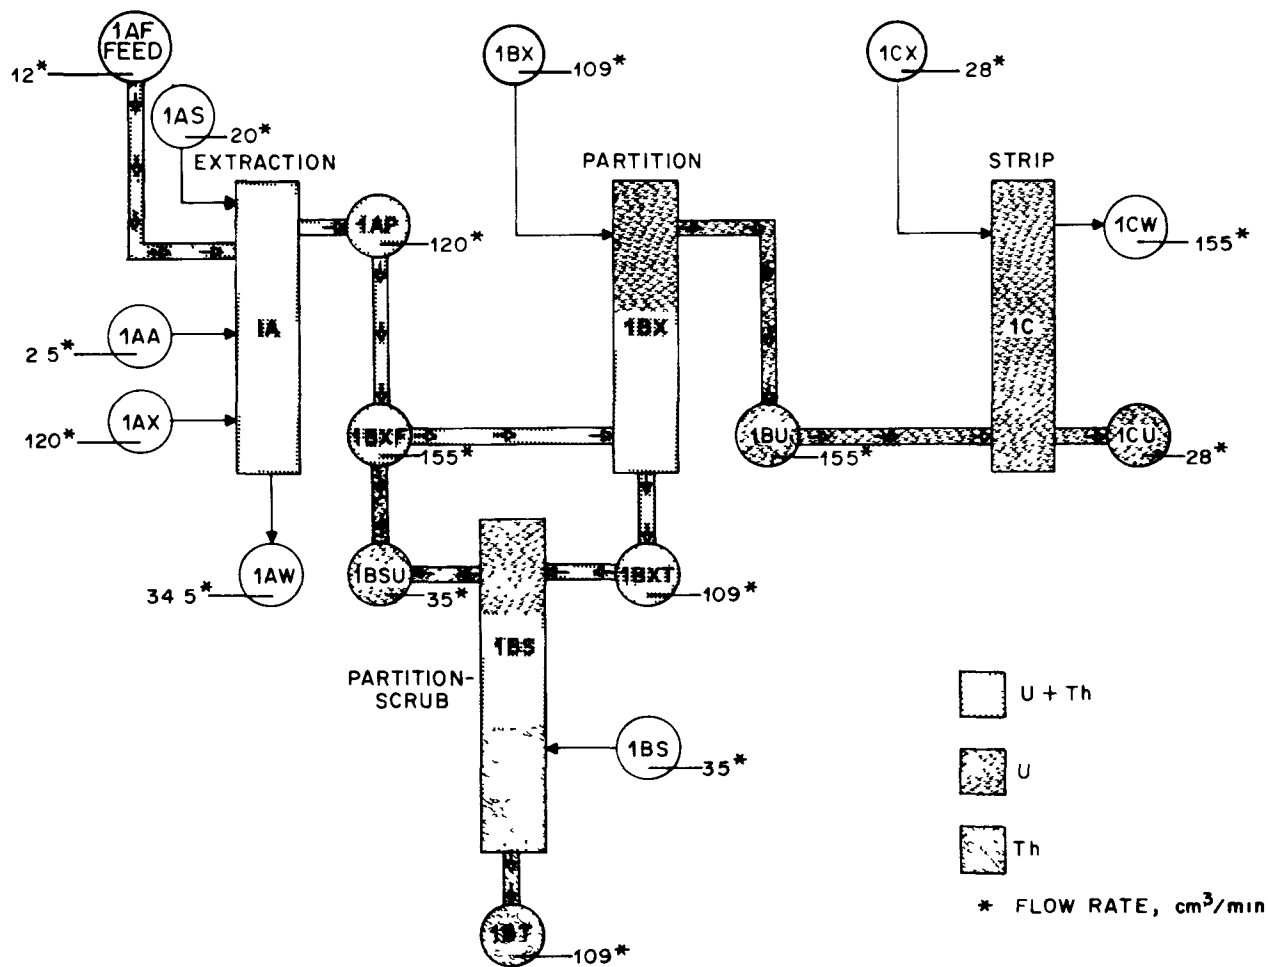 1AF
FEED
12*
1AS
20*
EXTRACTION
1AP
120*
1A
1AA
2 5*
1AX
120*
1AW
34 5*
1BX
109*
PARTITION
1BX
1BXF
155*
1BU
155*
1CX
28*
STRIP
1C
1CW
155*
1CU
28*
1BSU
35*
1BXT
109*
1BS
PARTITION-
SCRUB
1BS
35*
1BT
109*
U + Th
U
Th
* FLOW RATE, cm³/min